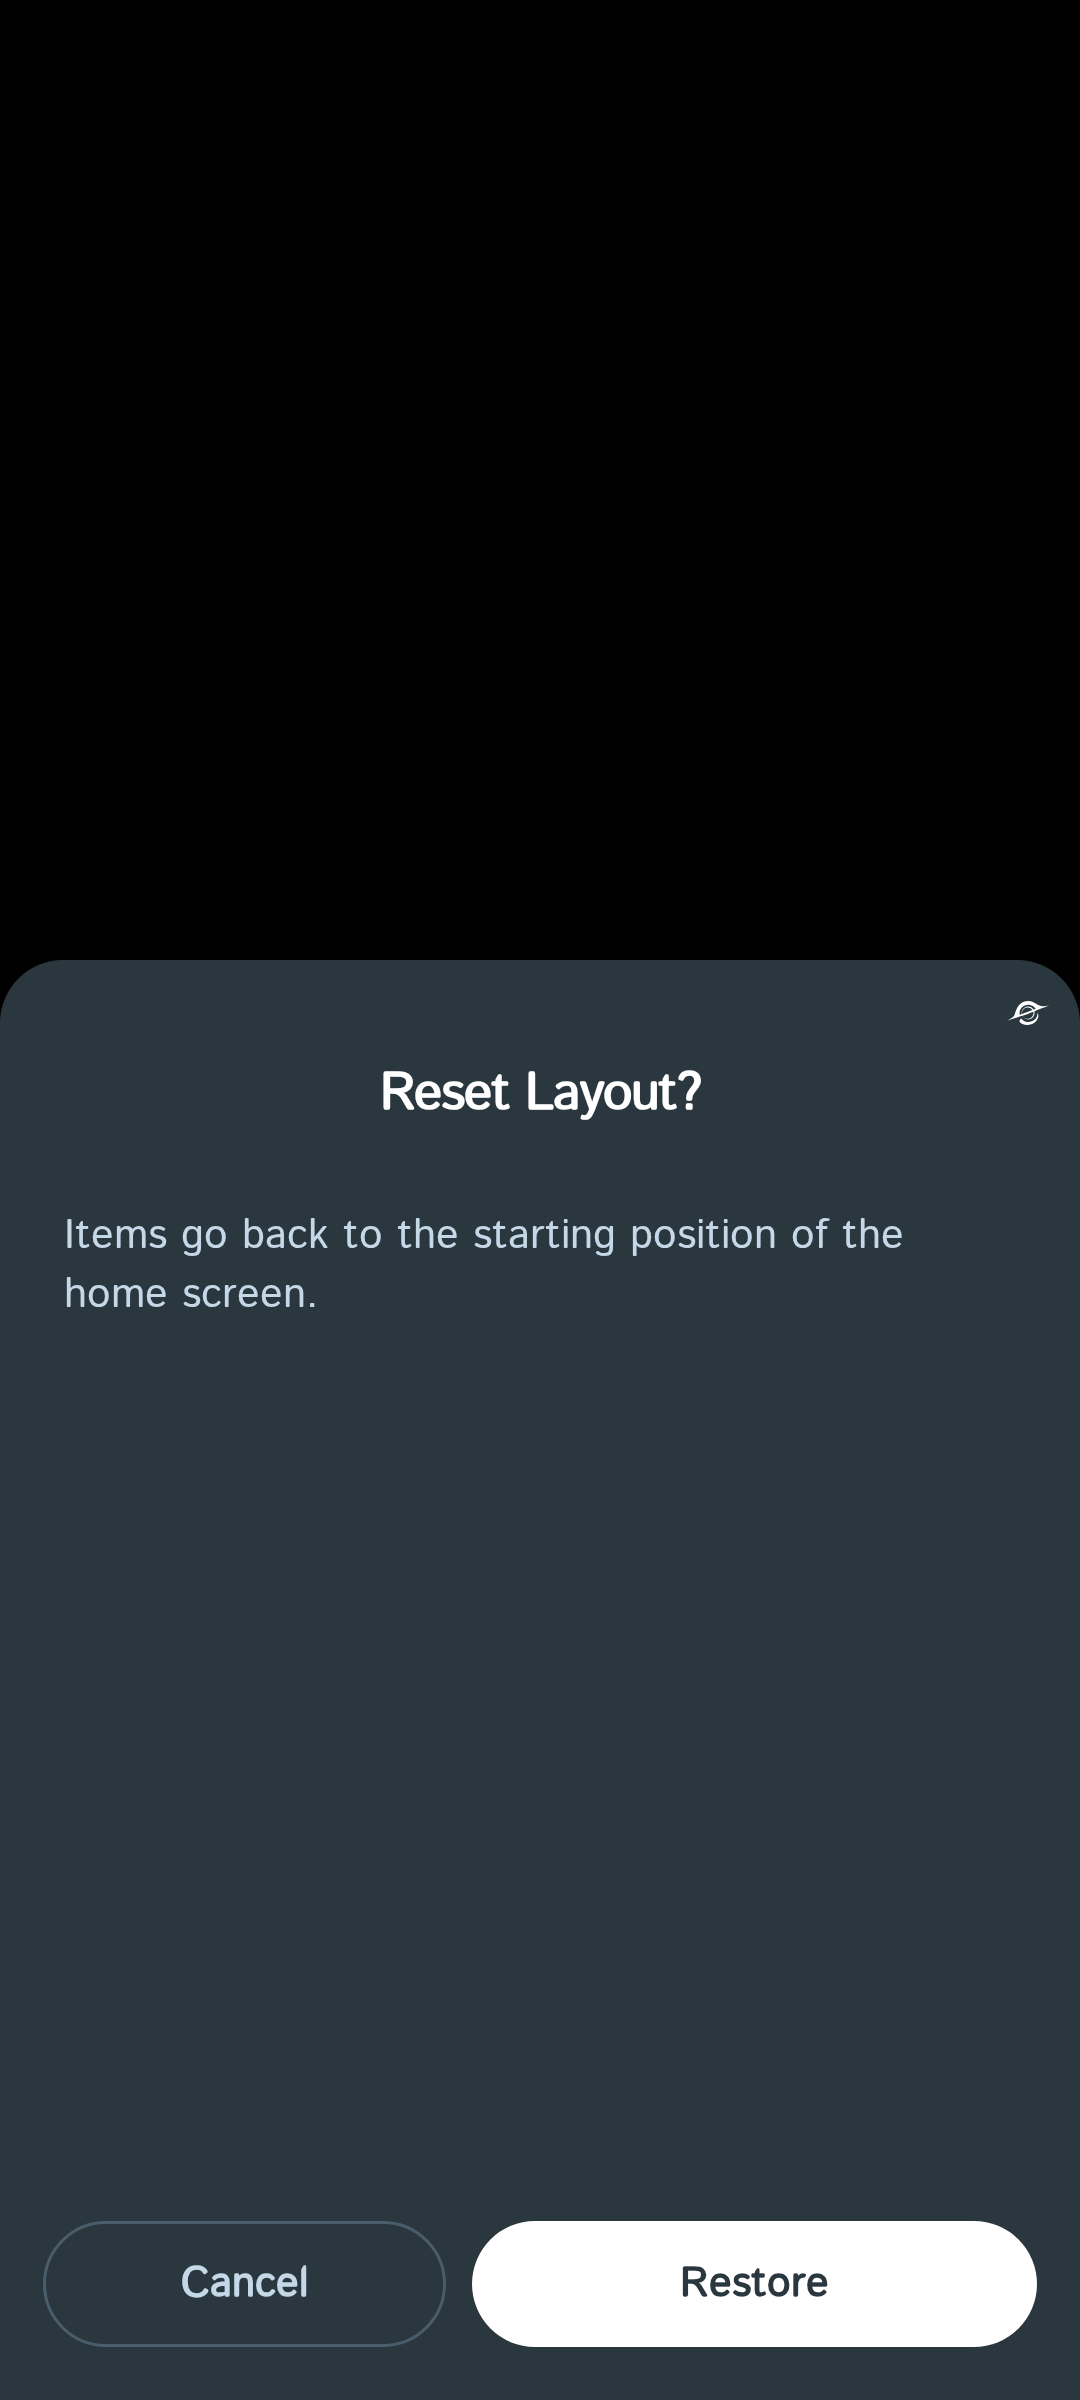 Reset Layout?
Items go back to the starting position of the
home screen.
Cancel
Restore